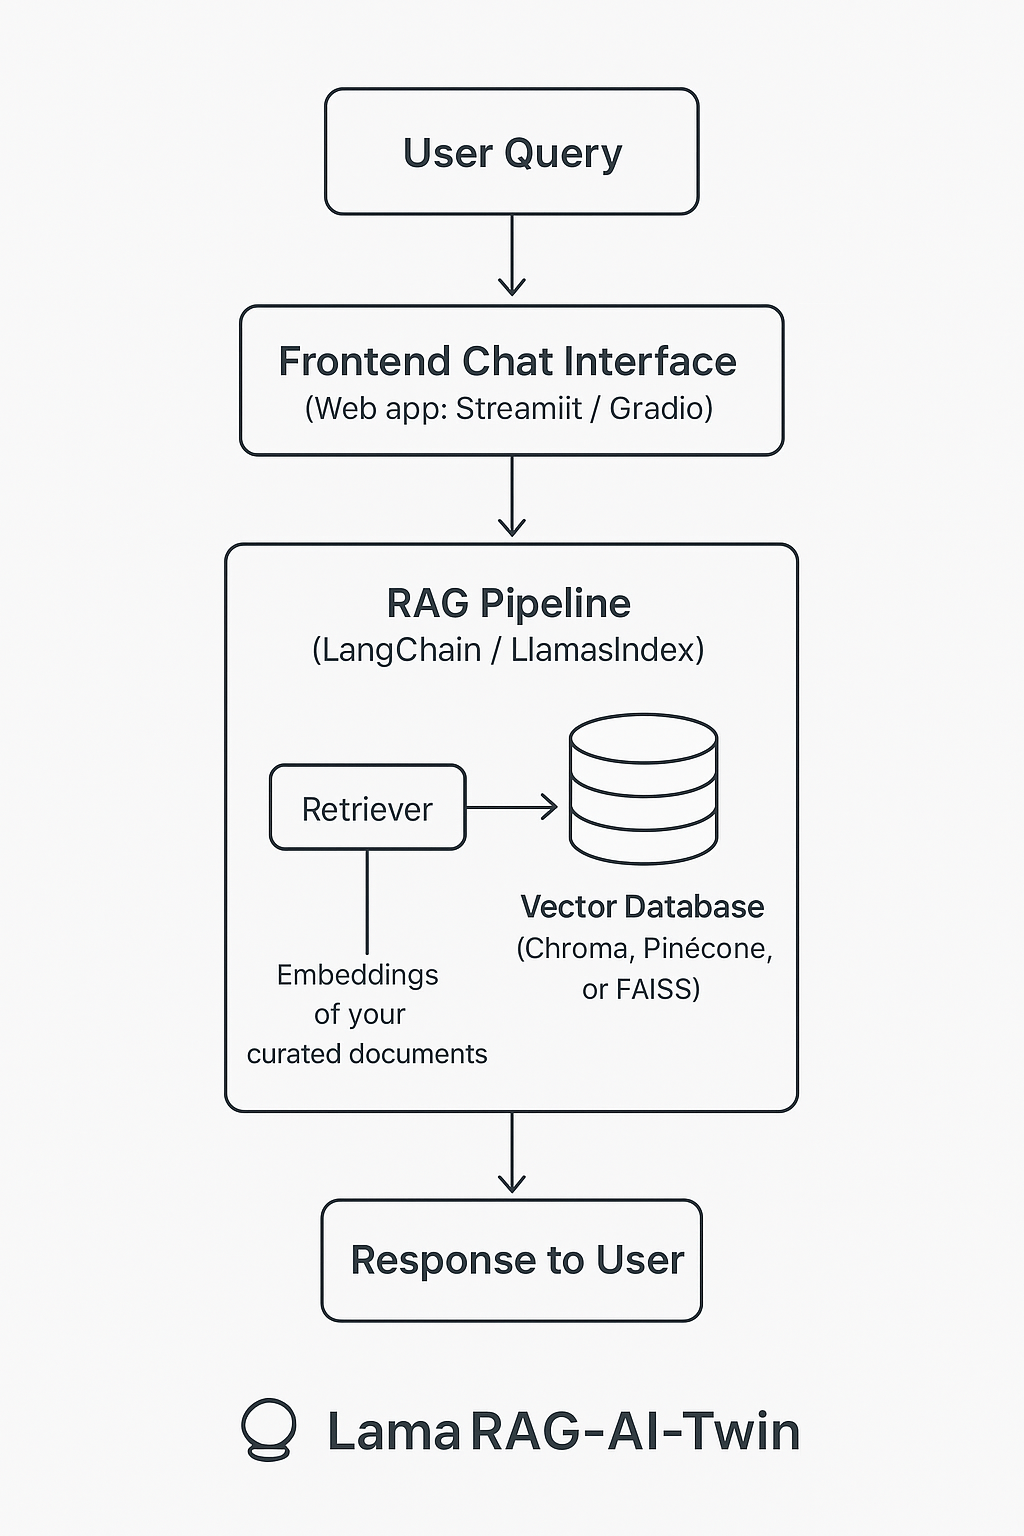 User Query
Frontend Chat Interface
(Web app: Streamiit / Gradio)
RAG Pipeline
(LangChain / LlamasIndex)
Retriever
Embeddings
of your
curated documents
Vector Database
(Chroma, Pinécone,
or FAISS)
Response to User
Lama RAG-AI-Twin